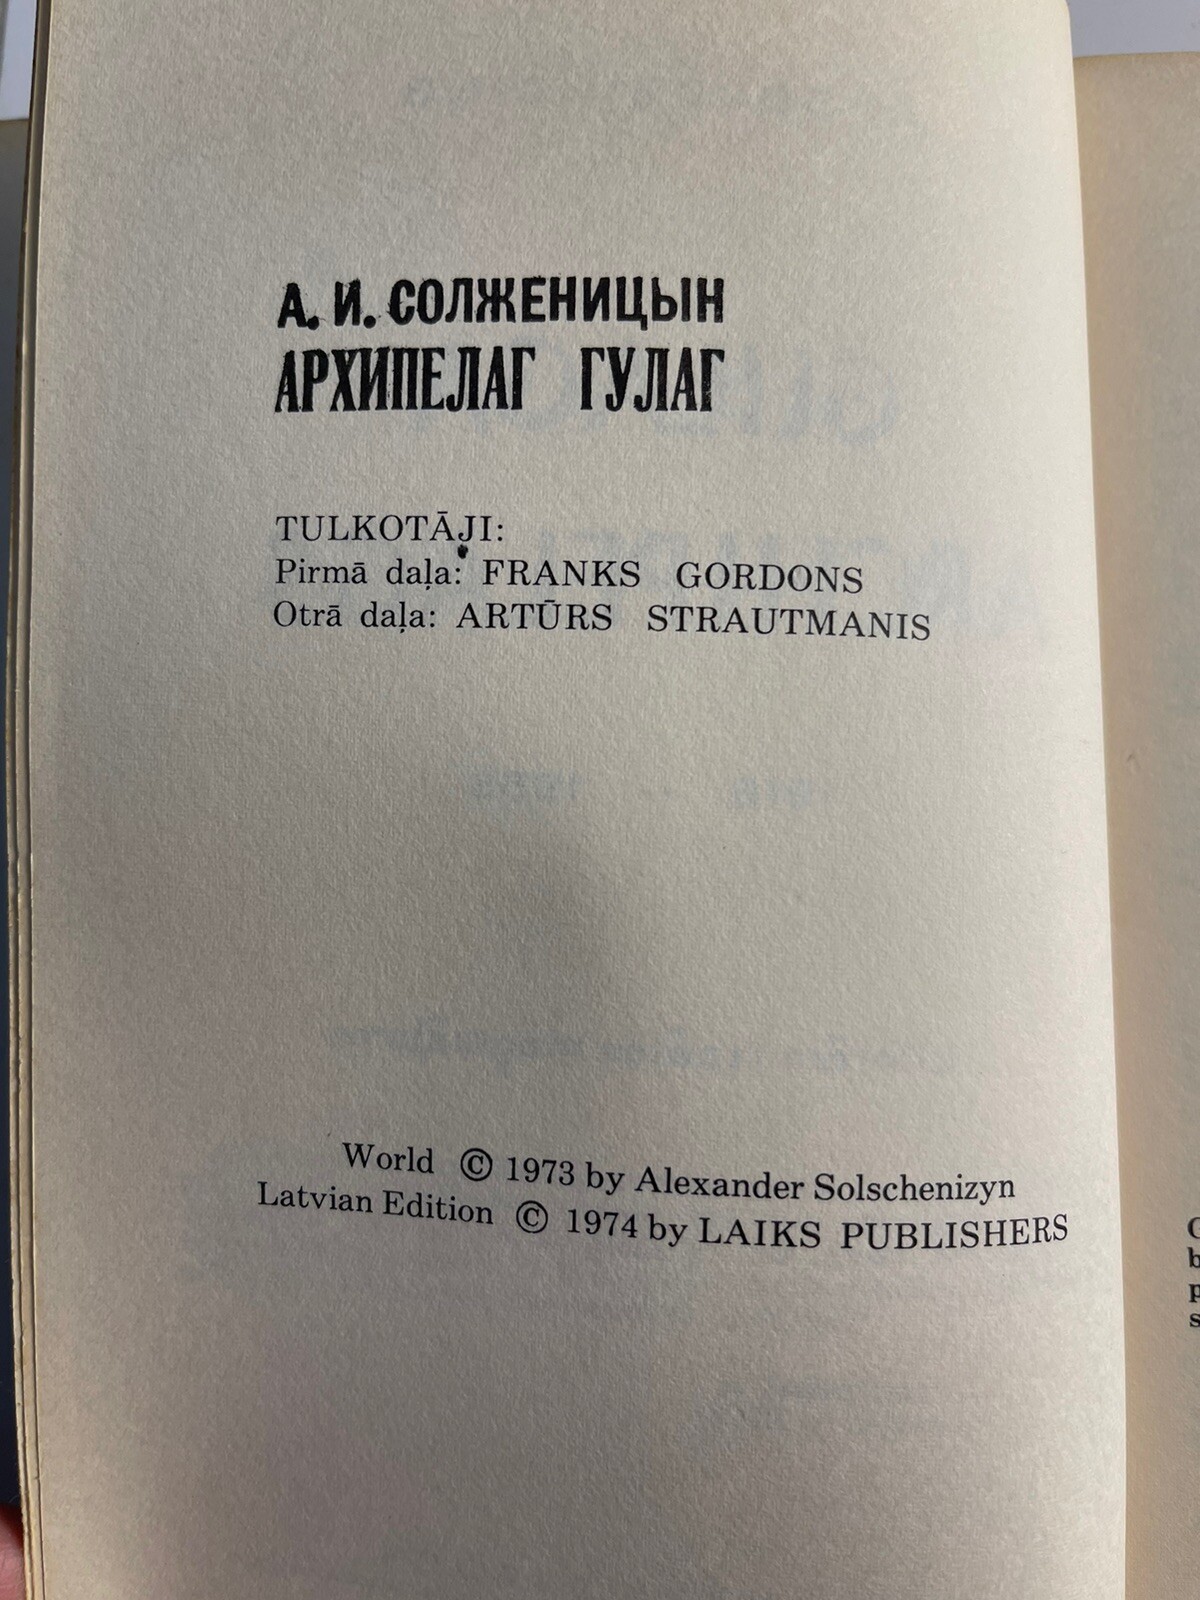 А. И. СОЛЖЕНИЦЫН
АРХИПЕЛАГ ГУЛАГ
TULKOTĀJI:
Pirmā daļa: FRANKS GORDONS
Otrā daļa: ARTŪRS STRAUTMANIS
World © 1973 by Alexander Solschenizyn
Latvian Edition © 1974 by LAIKS PUBLISHERS